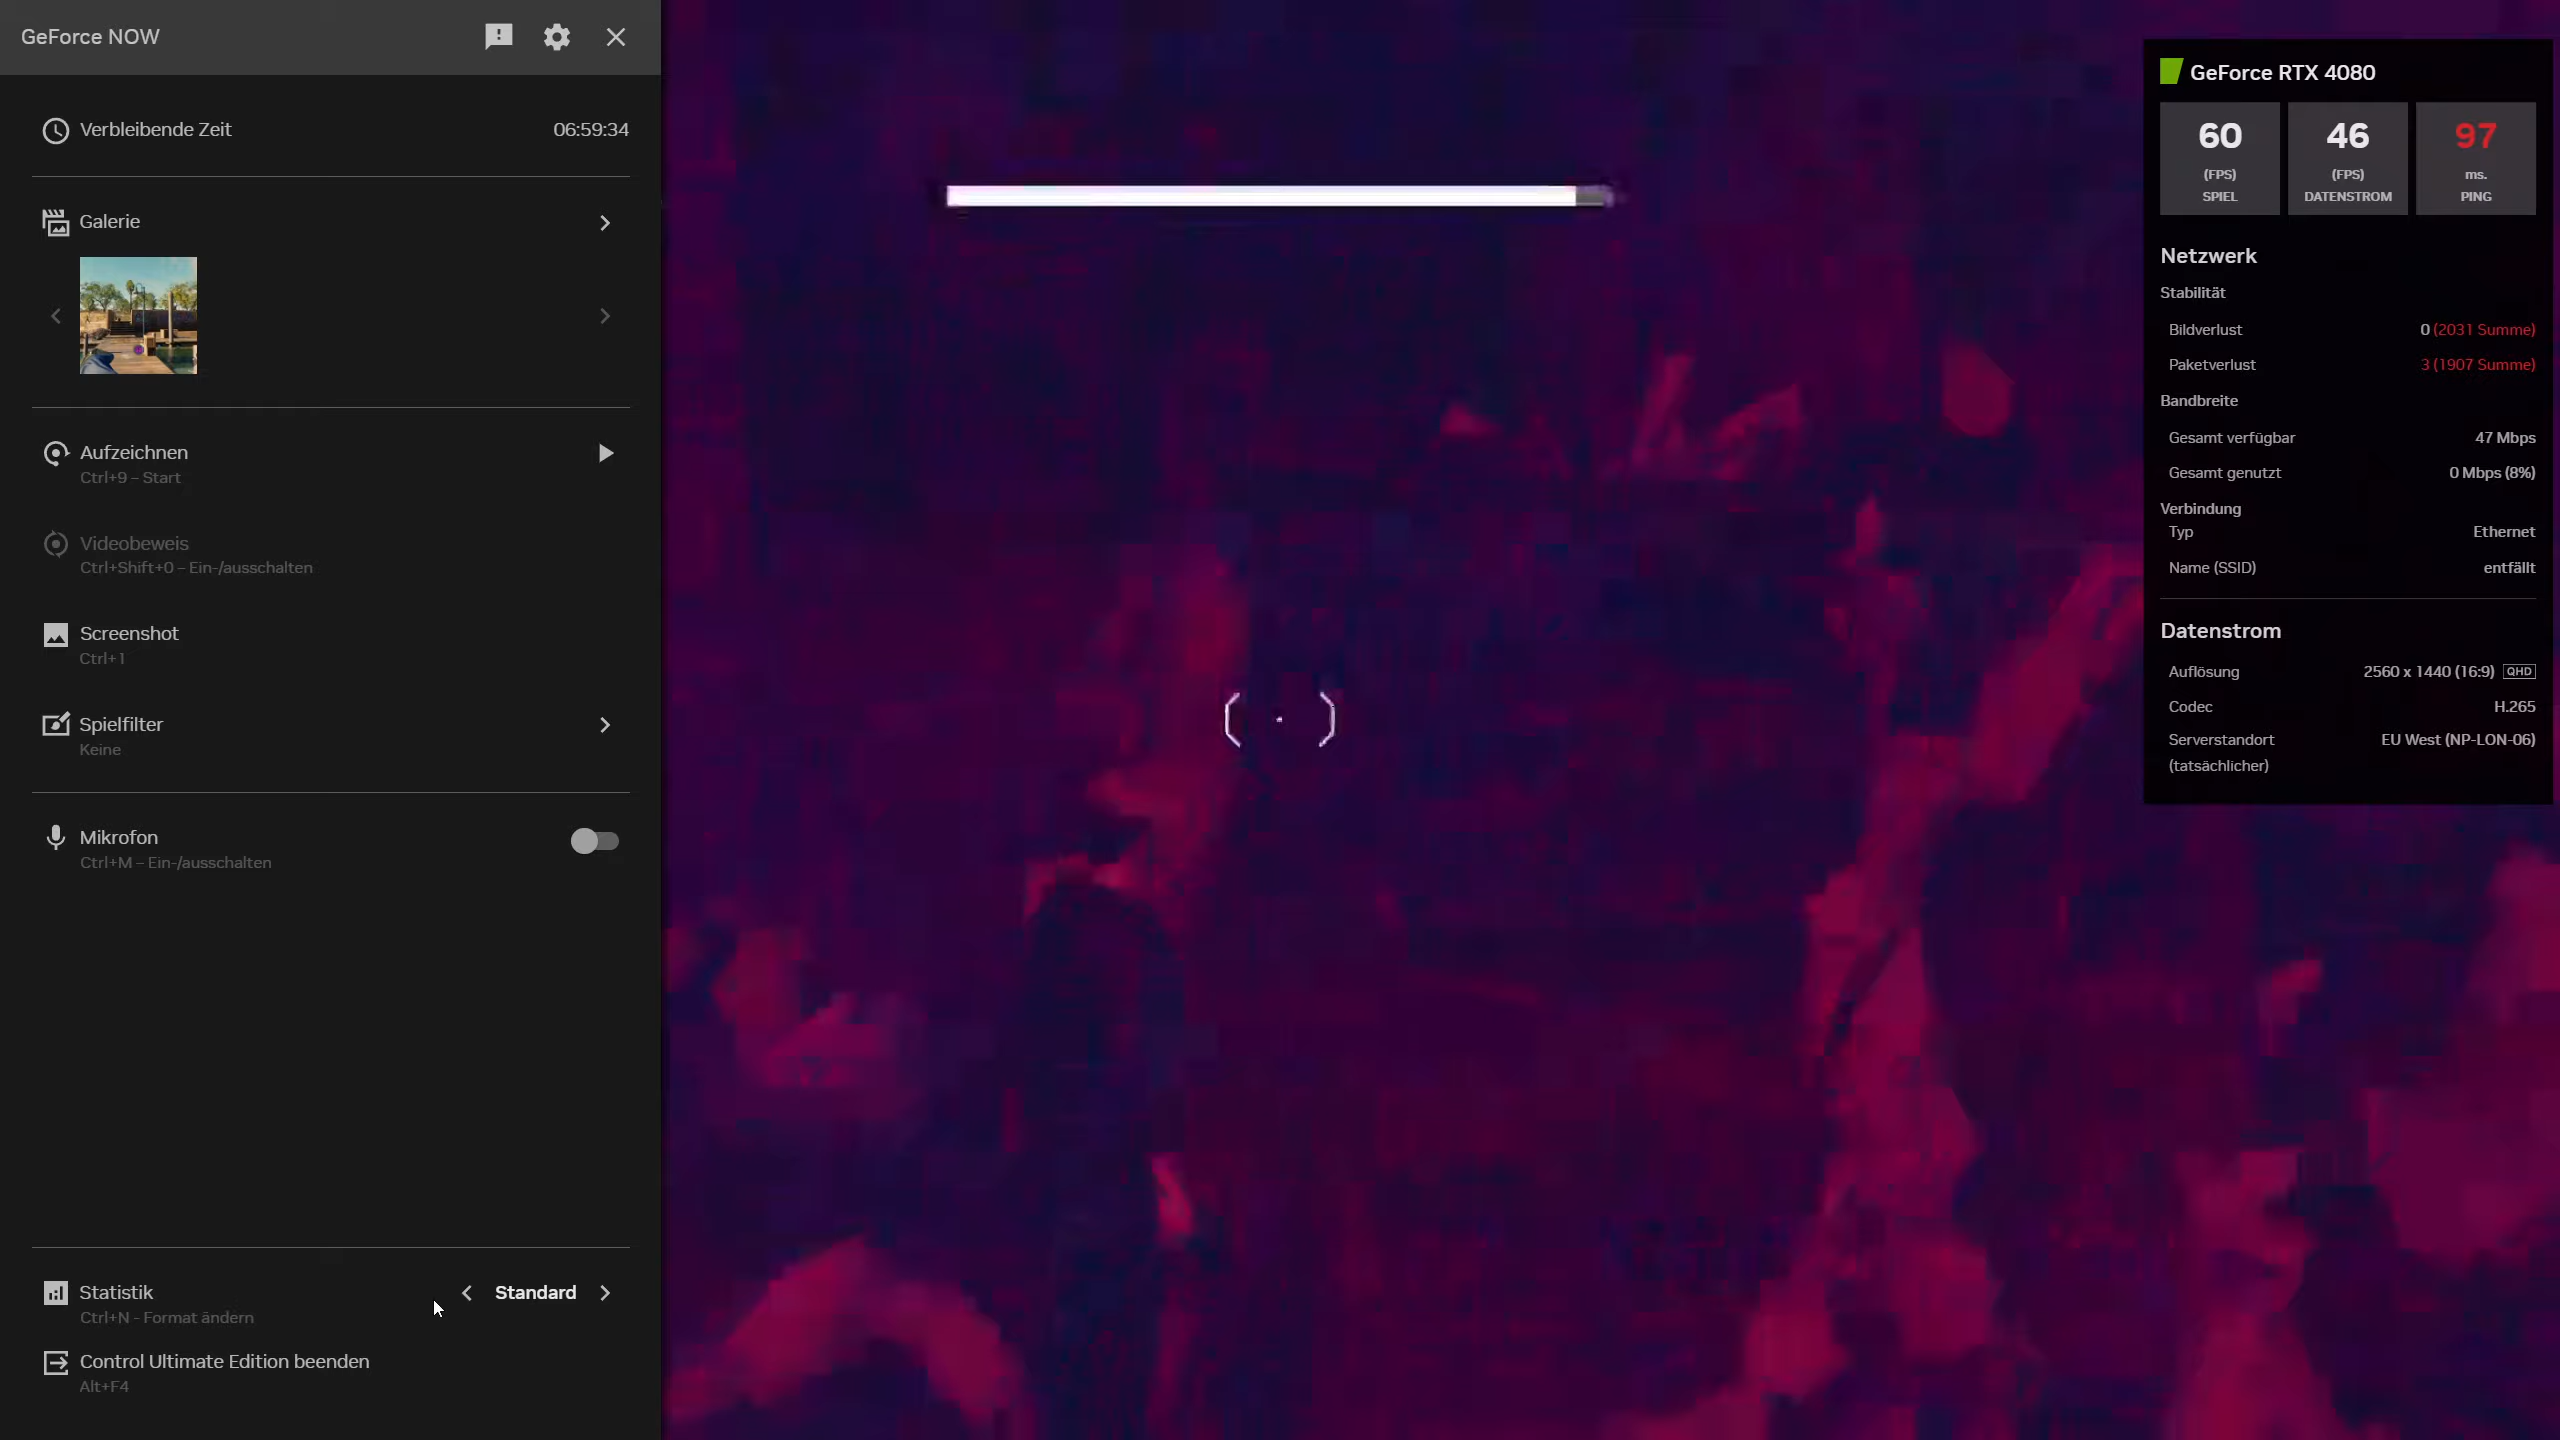 GeForce NOW
Verbleibende Zeit 06:59:34
Galerie
Aufzeichnen
Ctrl+9 – Start
Videobeweis
Ctrl+Shift+0 – Ein-/ausschalten
Screenshot
Ctrl+1
Spielfilter
Keine
Mikrofon
Ctrl+M – Ein-/ausschalten
Statistik Standard
Ctrl+N - Format ändern
Control Ultimate Edition beenden
Alt+F4
GeForce RTX 4080
60 46 97
(FPS) (FPS) ms.
SPIEL DATENSTROM PING
Netzwerk
Stabilität
Bildverlust 0 (2031 Summe)
Paketverlust 3 (1907 Summe)
Bandbreite
Gesamt verfügbar 47 Mbps
Gesamt genutzt 0 Mbps (8%)
Verbindung
Typ Ethernet
Name (SSID) entfällt
Datenstrom
Auflösung 2560 x 1440 (16:9) QHD
Codec H.265
Serverstandort EU West (NP-LON-06)
(tatsächlicher)